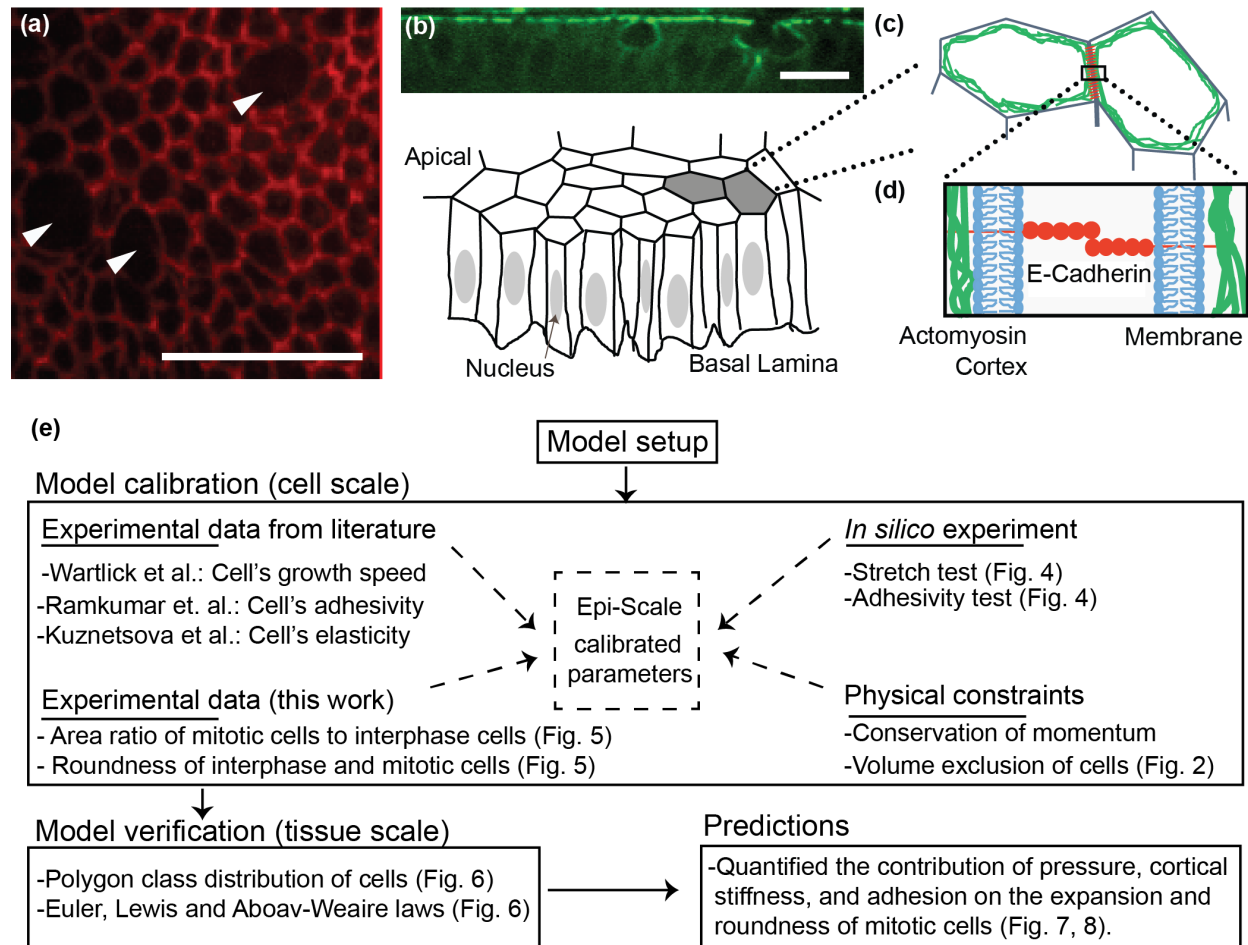 (a)
(b)
(c)
Apical
Nucleus
Basal Lamina
(d)
E-Cadherin
Actomyosin
Cortex
Membrane
(e)
Model setup
Model calibration (cell scale)
Experimental data from literature
-Wartlick et al.: Cell's growth speed
-Ramkumar et. al.: Cell's adhesivity
-Kuznetsova et al.: Cell's elasticity
Experimental data (this work)
- Area ratio of mitotic cells to interphase cells (Fig. 5)
- Roundness of interphase and mitotic cells (Fig. 5)
Epi-Scale
calibrated
parameters
In silico experiment
-Stretch test (Fig. 4)
-Adhesivity test (Fig. 4)
Physical constraints
-Conservation of momentum
-Volume exclusion of cells (Fig. 2)
Model verification (tissue scale)
-Polygon class distribution of cells (Fig. 6)
-Euler, Lewis and Aboav-Weaire laws (Fig. 6)
Predictions
-Quantified the contribution of pressure, cortical
stiffness, and adhesion on the expansion and
roundness of mitotic cells (Fig. 7, 8).